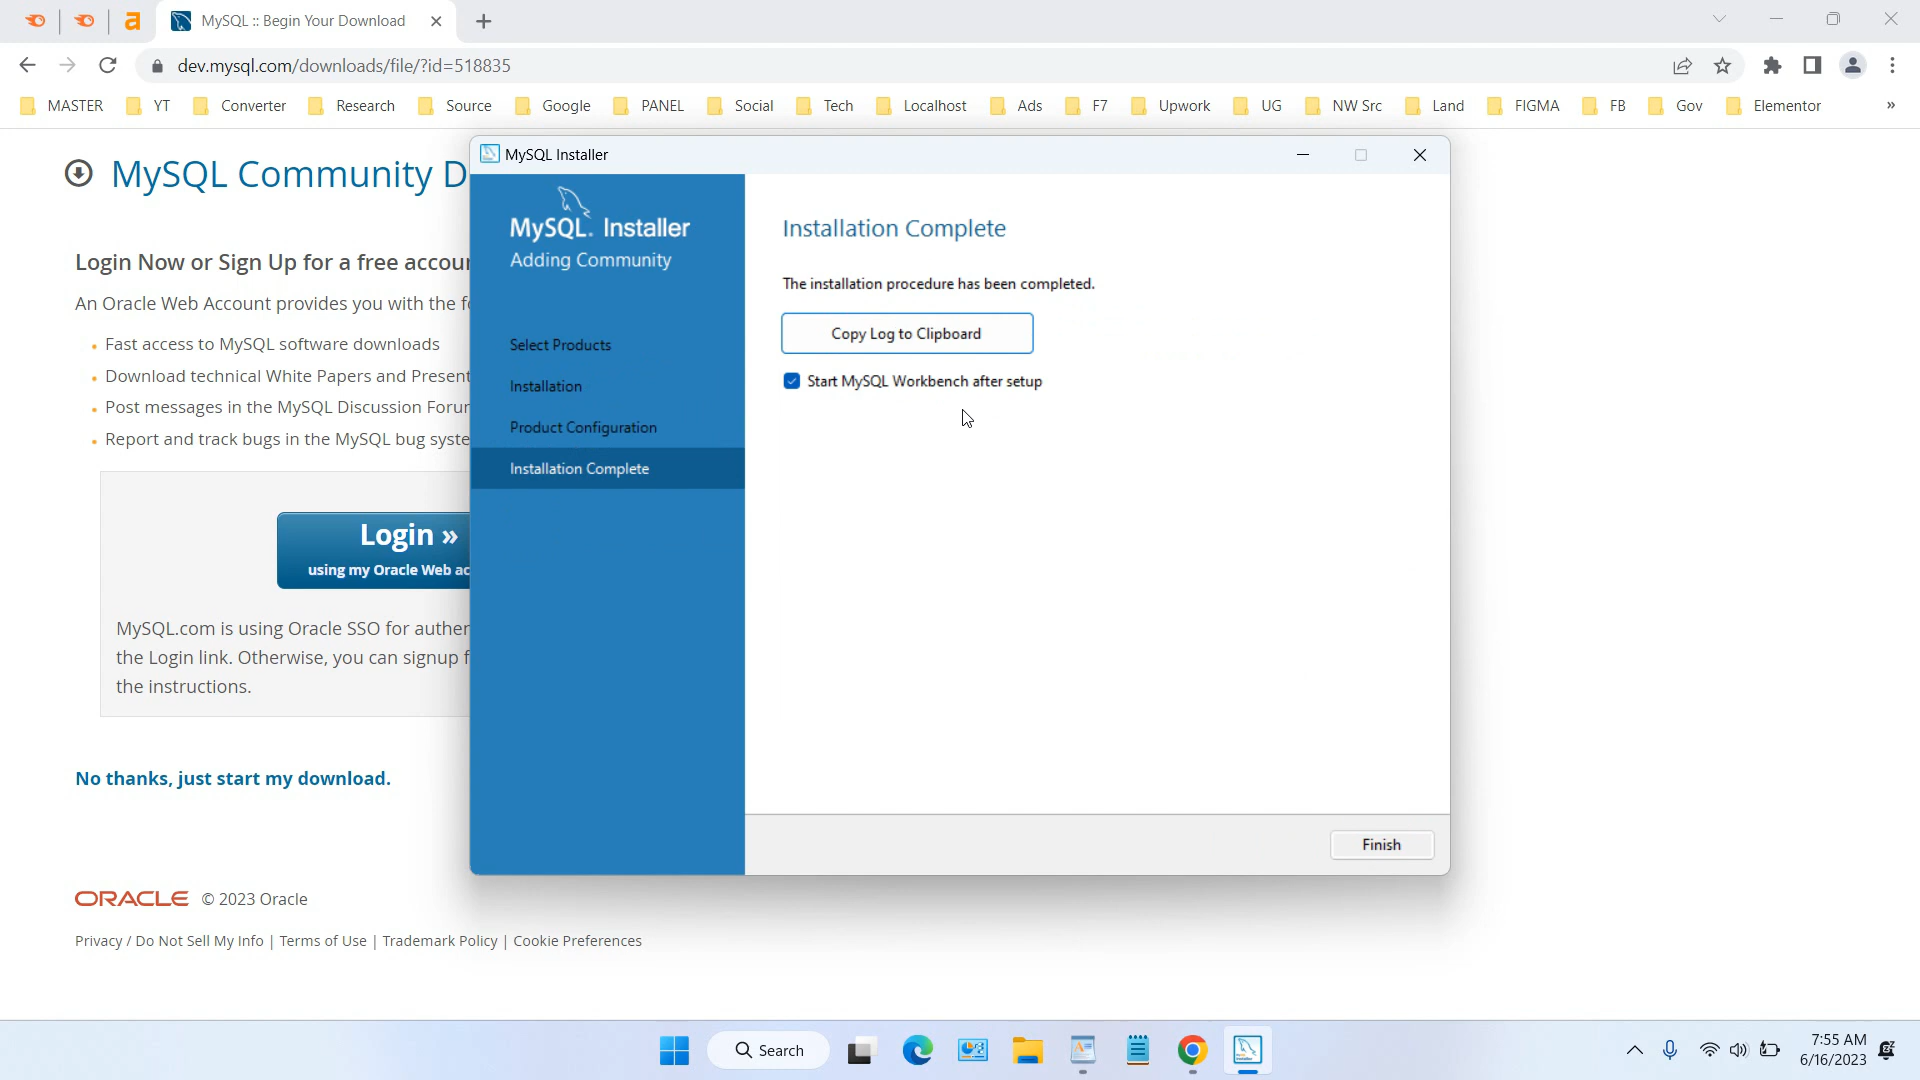 MySQL :: Begin Your Download
dev.mysql.com/downloads/file/?id=518835
MASTER YT Converter Research Source Google PANEL Social Tech Localhost Ads F7 Upwork UG NW Src Land FIGMA FB Gov Elementor »
MySQL Community D
Login Now or Sign Up for a free accou
An Oracle Web Account provides you with the f
Fast access to MySQL software downloads
Download technical White Papers and Present
Post messages in the MySQL Discussion Foru
Report and track bugs in the MySQL bug syste
Login »
using my Oracle Web ac
MySQL.com is using Oracle SSO for auther
the Login link. Otherwise, you can signup f
the instructions.
No thanks, just start my download.
ORACLE © 2023 Oracle
Privacy / Do Not Sell My Info | Terms of Use | Trademark Policy | Cookie Preferences
MySQL Installer
MySQL. Installer
Adding Community
Select Products
Installation
Product Configuration
Installation Complete
Installation Complete
The installation procedure has been completed.
Copy Log to Clipboard
Start MySQL Workbench after setup
Finish
Search
7:55 AM
6/16/2023